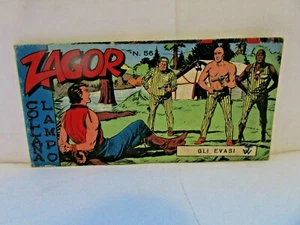 ZAGOR
N. 56
COLLANA
LAMPO
GLI EVASI